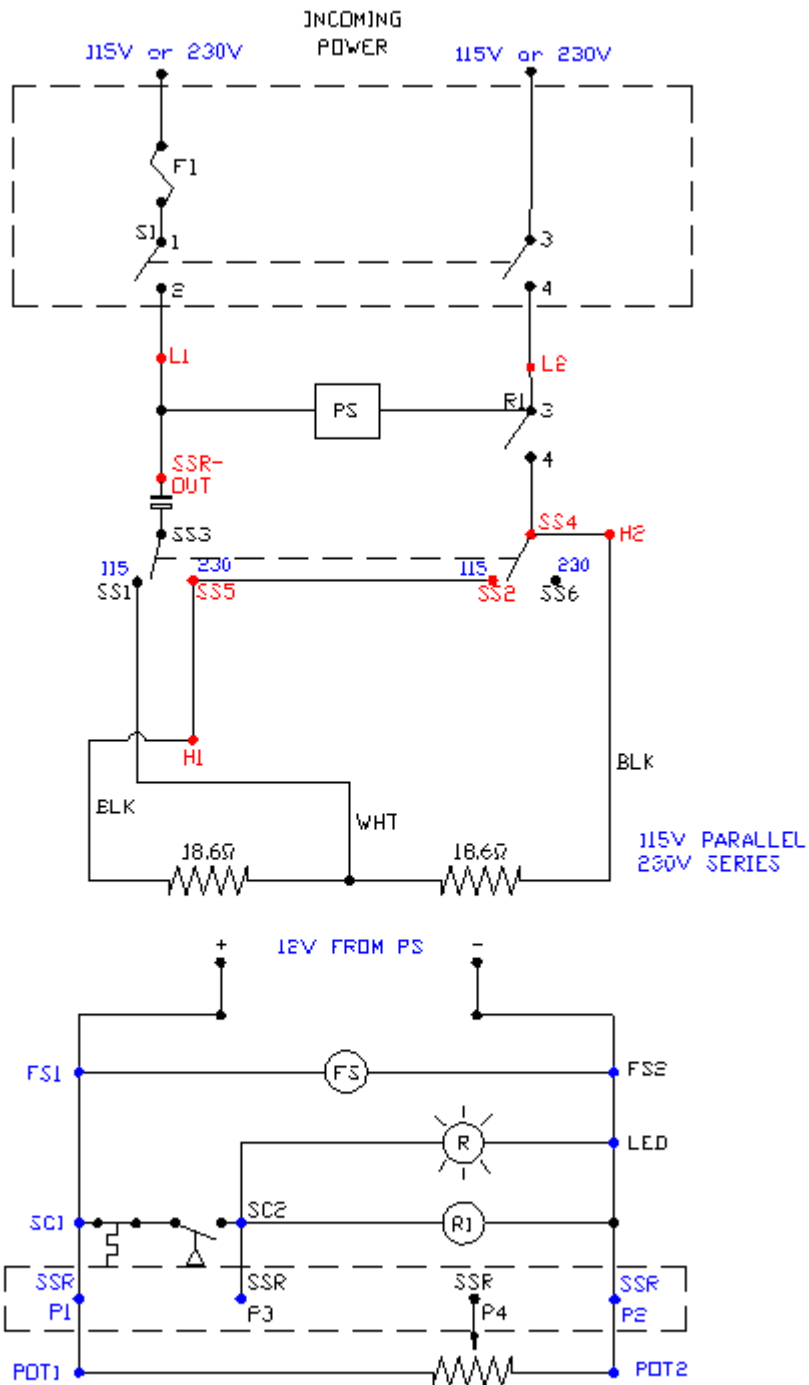 INCOMING
POWER
115V or 230V
115V or 230V
F1
S1
1
3
2
4
L1
L2
R1
3
PS
4
SSR-
OUT
SS3
SS4
H2
115
230
115
230
SS1
SS5
SS2
SS6
H1
BLK
BLK
WHT
18.6Ω
18.6Ω
115V PARALLEL
230V SERIES
+
12V FROM PS
-
FS1
FS
FS2
R
LED
SC1
SC2
R1
SSR
SSR
SSR
SSR
P1
P3
P4
P2
POT1
POT2